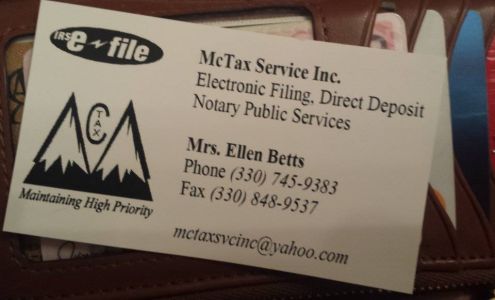 IRS e file
McTax Service Inc.
Electronic Filing, Direct Deposit
Notary Public Services
C
TAX
Maintaining High Priority
Mrs. Ellen Betts
Phone (330) 745-9383
Fax (330) 848-9537
mctaxsvcinc@yahoo.com